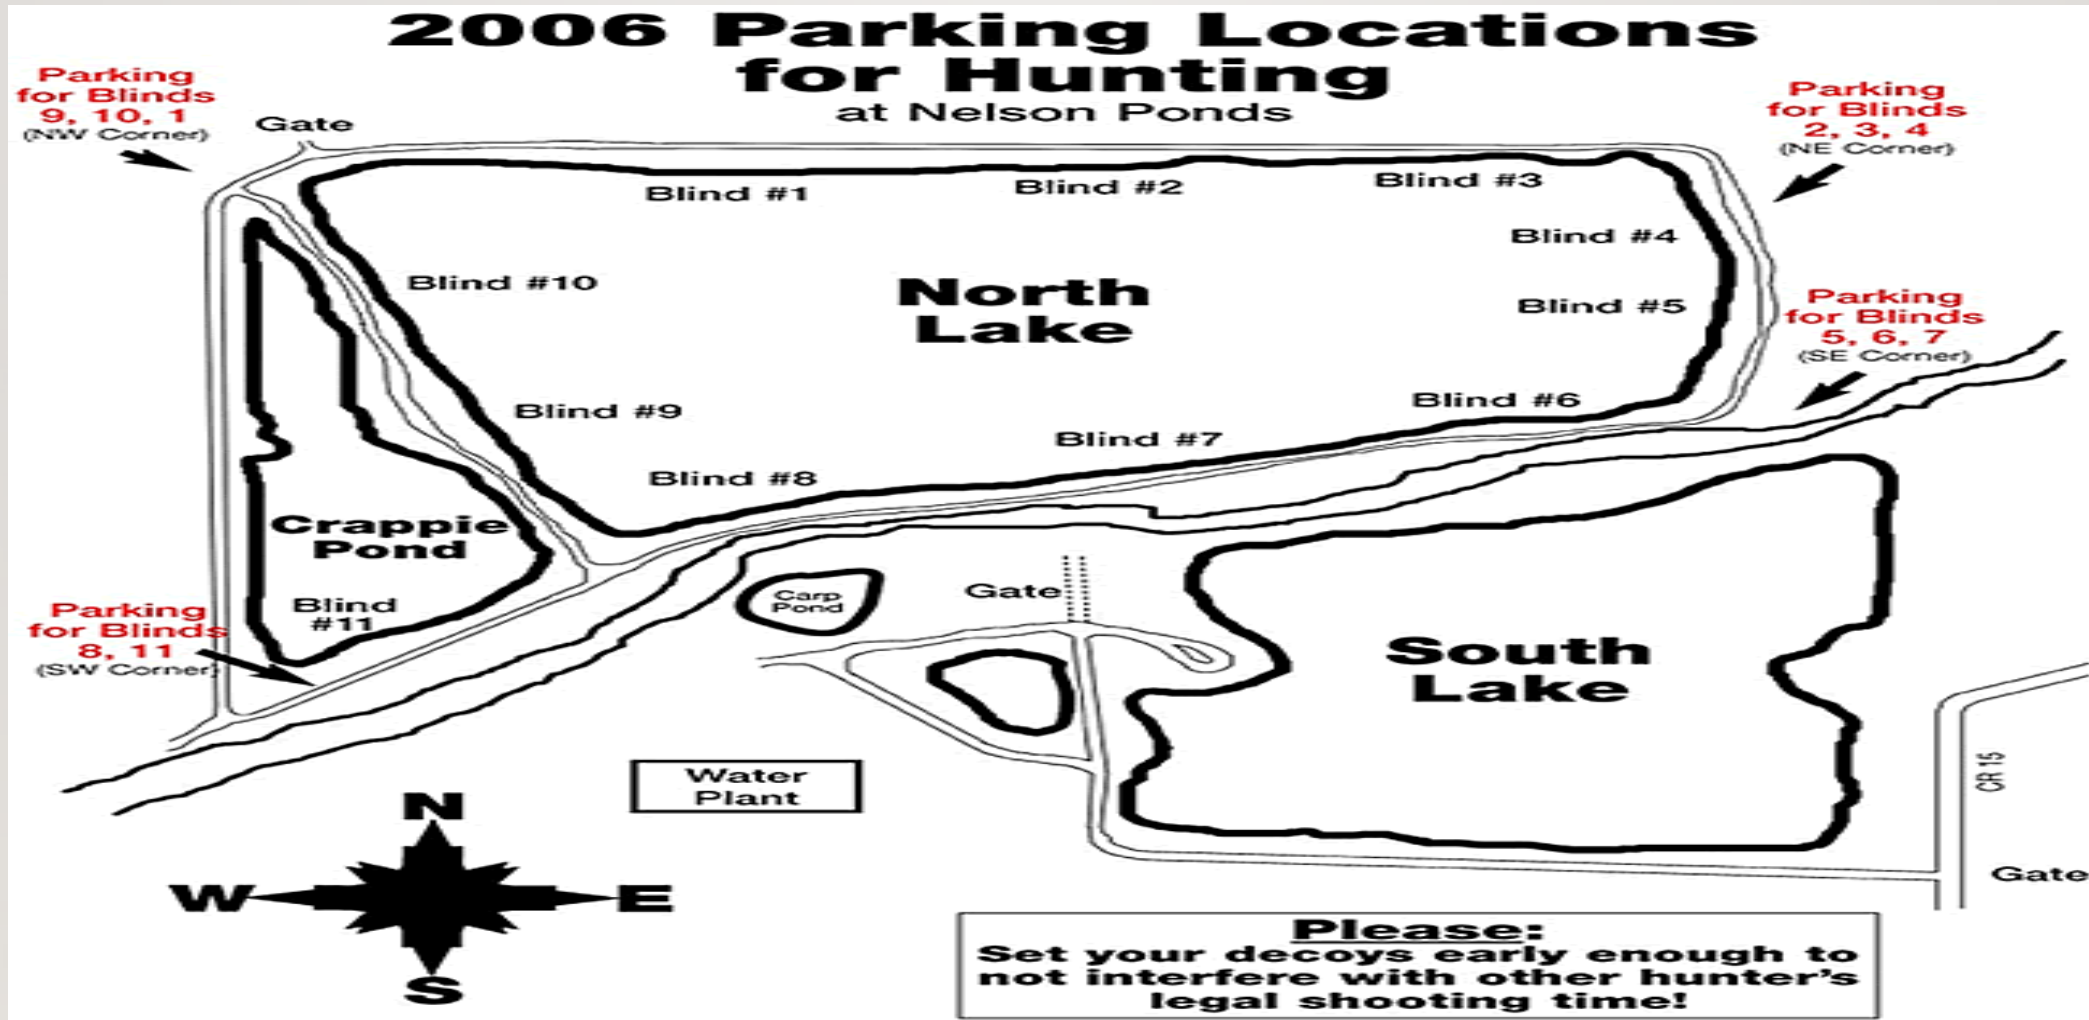 2006 Parking Locations
for Hunting
at Nelson Ponds
Parking
for Blinds
9, 10, 1
(NW Corner)
Gate
Parking
for Blinds
2, 3, 4
(NE Corner)
Blind #1
Blind #2
Blind #3
Blind #4
Blind #10
North
Lake
Blind #5
Parking
for Blinds
5, 6, 7
(SE Corner)
Blind #9
Blind #6
Blind #7
Blind #8
Crappie
Pond
Blind
#11
Parking
for Blinds
8, 11
(SW Corner)
Carp
Pond
Gate
South
Lake
Water
Plant
CR 15
Gate
N
W
E
S
Please:
Set your decoys early enough to
not interfere with other hunter's
legal shooting time!